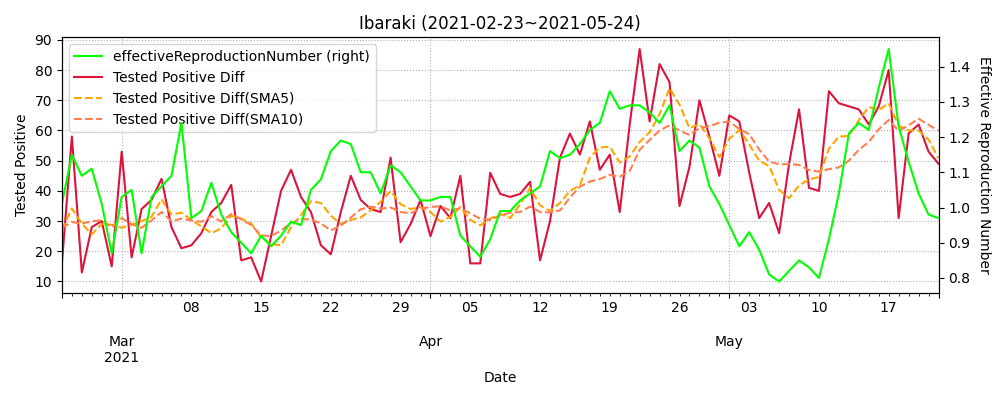 Ibaraki (2021-02-23~2021-05-24)
effectiveReproductionNumber (right)
Tested Positive Diff
Tested Positive Diff(SMA5)
Tested Positive Diff(SMA10)
Tested Positive
90
80
70
60
50
40
30
20
10
Effective Reproduction Number
1.4
1.3
1.2
1.1
1.0
0.9
0.8
08 15 22 29 05 12 19 26 03 10 17
Mar Apr May
2021
Date